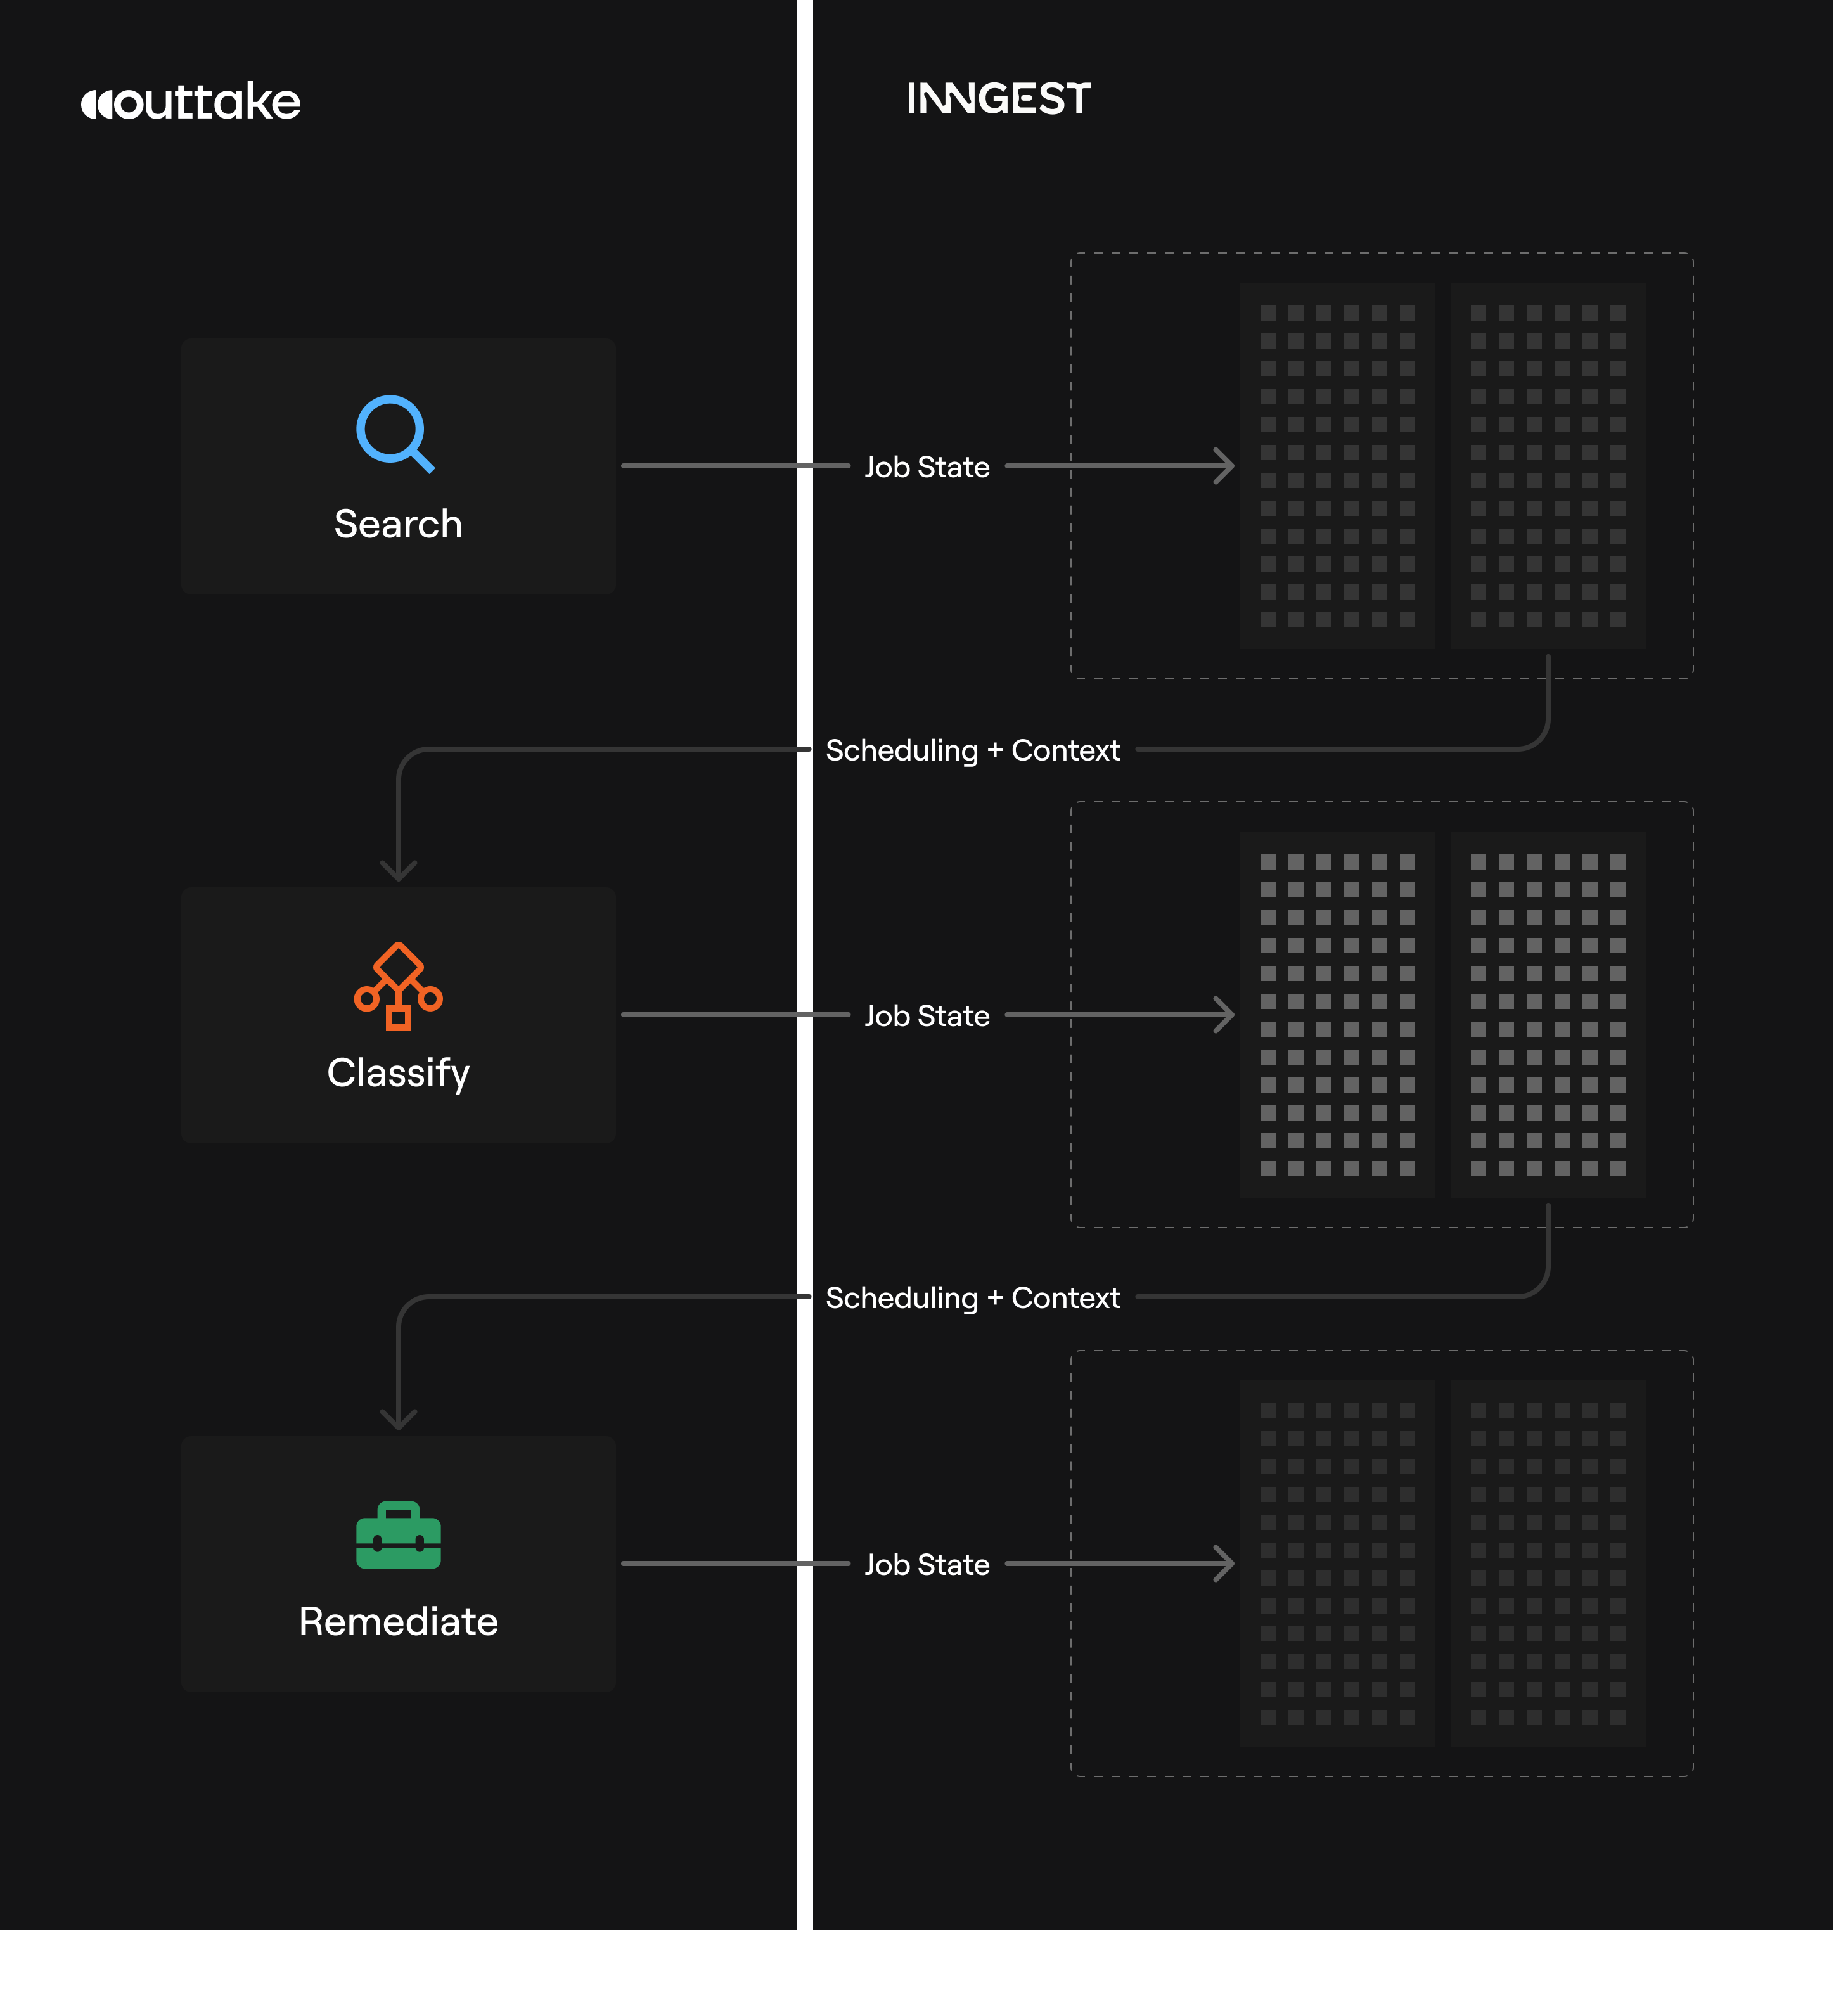 outtake
INNGEST
Search
Job State
Scheduling + Context
Classify
Job State
Scheduling + Context
Remediate
Job State